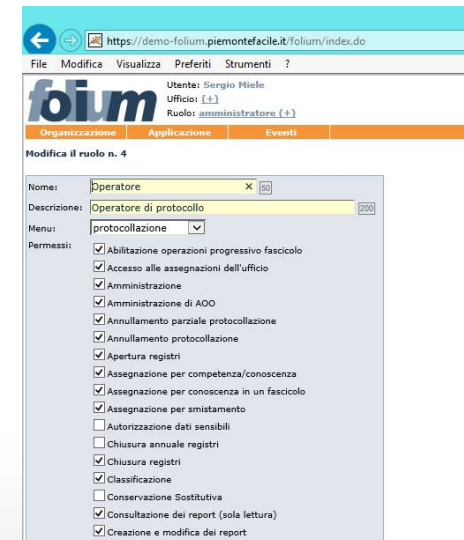 https://demo-folium.piemontefacile.it/folium/index.do
File Modifica Visualizza Preferiti Strumenti ?
folium
Utente: Sergio Miele
Ufficio: (+)
Ruolo: amministratore (+)
Organizzazione Applicazione Eventi
Modifica il ruolo n. 4
Nome: Operatore × 50
Descrizione: Operatore di protocollo 200
Menu: protocollazione
Permessi: Abilitazione operazioni progressivo fascicolo
Accesso alle assegnazioni dell'ufficio
Amministrazione
Amministrazione di AOO
Annullamento parziale protocollazione
Annullamento protocollazione
Apertura registri
Assegnazione per competenza/conoscenza
Assegnazione per conoscenza in un fascicolo
Assegnazione per smistamento
Autorizzazione dati sensibili
Chiusura annuale registri
Chiusura registri
Classificazione
Conservazione Sostitutiva
Consultazione dei report (sola lettura)
Creazione e modifica dei report